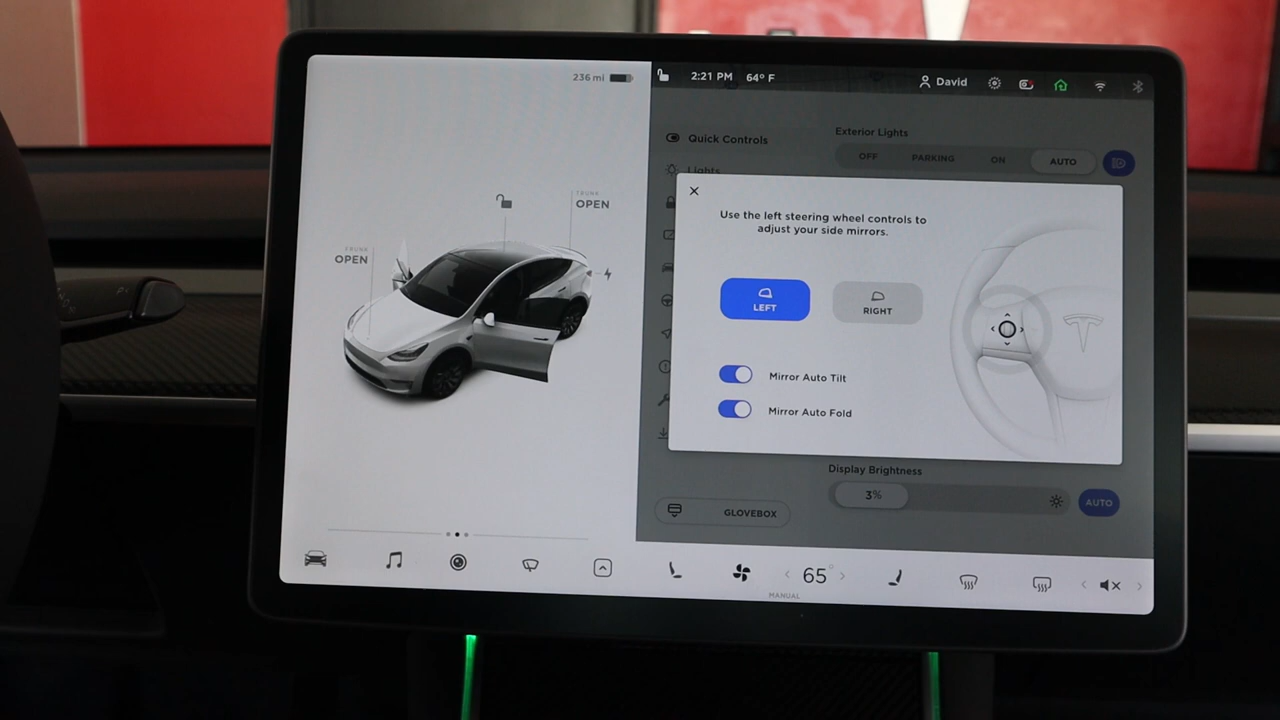 236 mi
2:21 PM 64° F
David
TRUNK
OPEN
FRUNK
OPEN
Quick Controls
Lights
Exterior Lights
OFF PARKING ON AUTO
Use the left steering wheel controls to
adjust your side mirrors.
LEFT RIGHT
Mirror Auto Tilt
Mirror Auto Fold
Display Brightness
3%
AUTO
GLOVEBOX
65°
MANUAL